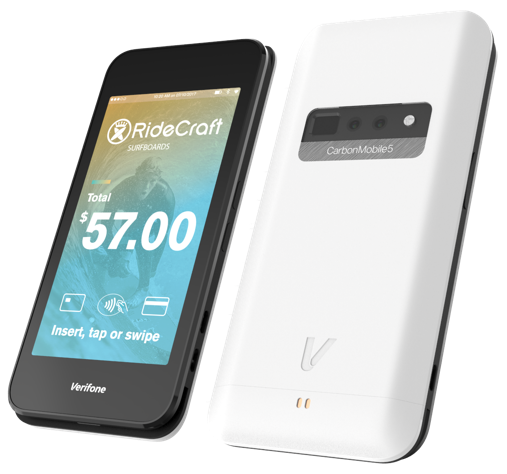 RideCraft
SURFBOARDS
Total
$57.00
Insert, tap or swipe
Verifone
CarbonMobile5